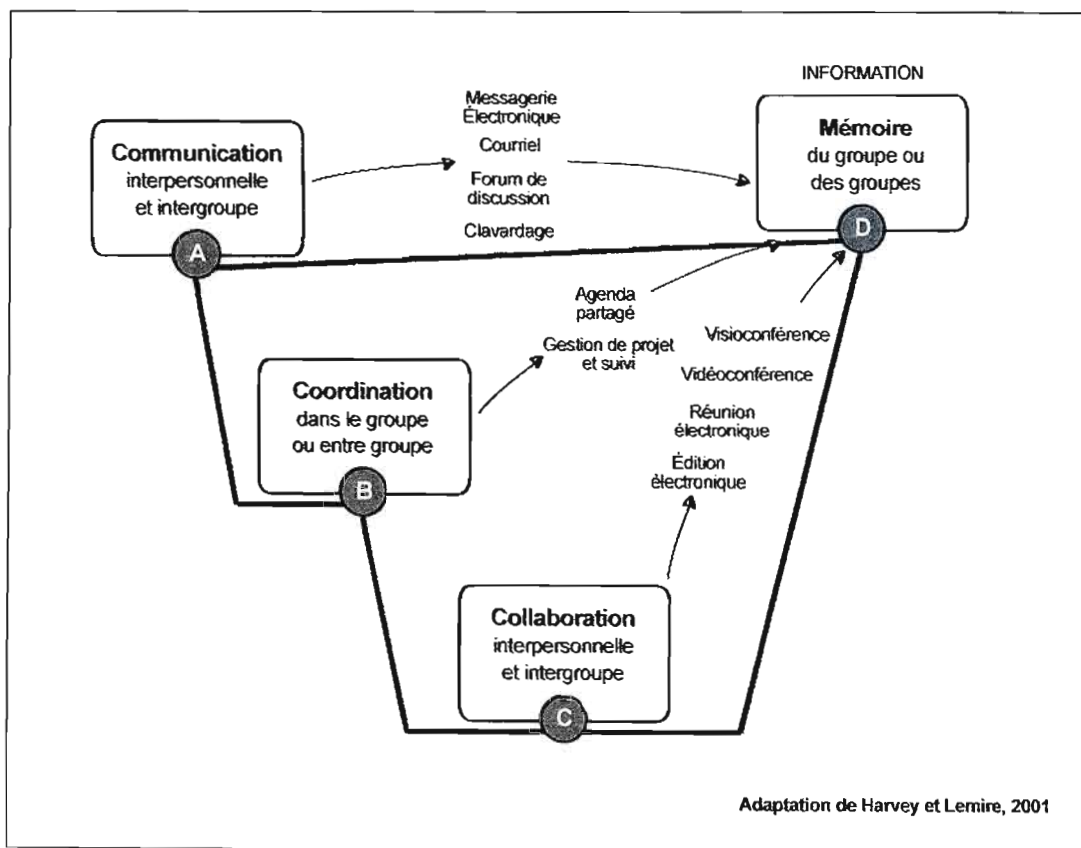 INFORMATION
Messagerie
Électronique
Courriel
Forum de
discussion
Clavardage
Communication
interpersonnelle
et intergroupe
A
Mémoire
du groupe ou
des groupes
D
Agenda
partagé
Gestion de projet
et suivi
Visioconférence
Vidéoconférence
Réunion
électronique
Édition
électronique
Coordination
dans le groupe
ou entre groupe
B
Collaboration
interpersonnelle
et intergroupe
C
Adaptation de Harvey et Lemire, 2001